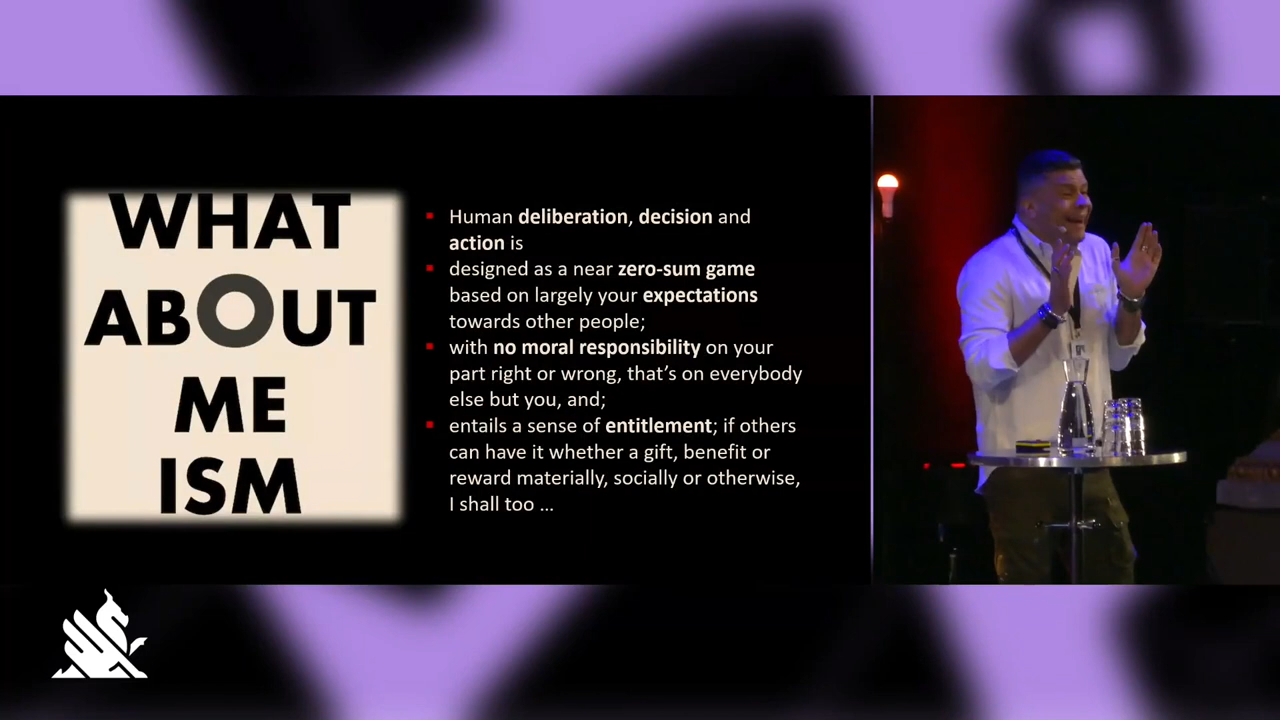 WHAT
ABOUT
ME
ISM
Human deliberation, decision and
action is
designed as a near zero-sum game
based on largely your expectations
towards other people;
with no moral responsibility on your
part right or wrong, that's on everybody
else but you, and;
entails a sense of entitlement; if others
can have it whether a gift, benefit or
reward materially, socially or otherwise,
I shall too ...